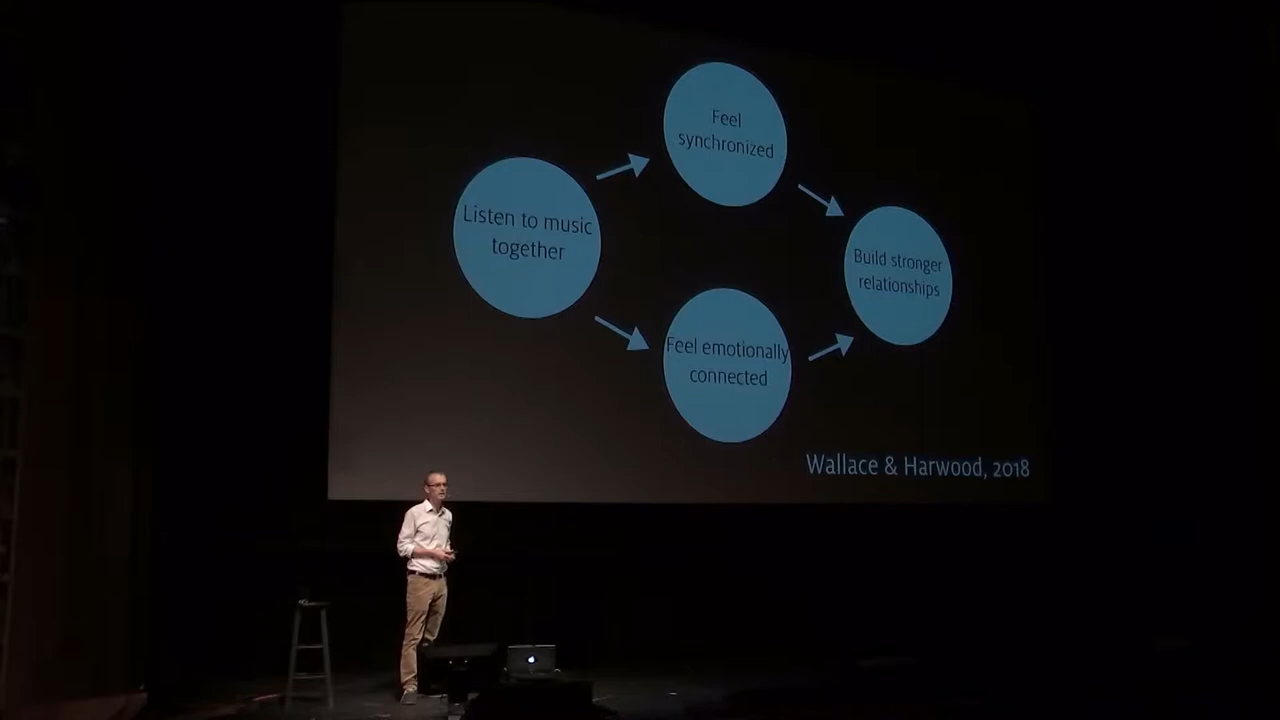 Feel
synchronized
Listen to music
together
Build stronger
relationships
Feel emotionally
connected
Wallace & Harwood, 2018